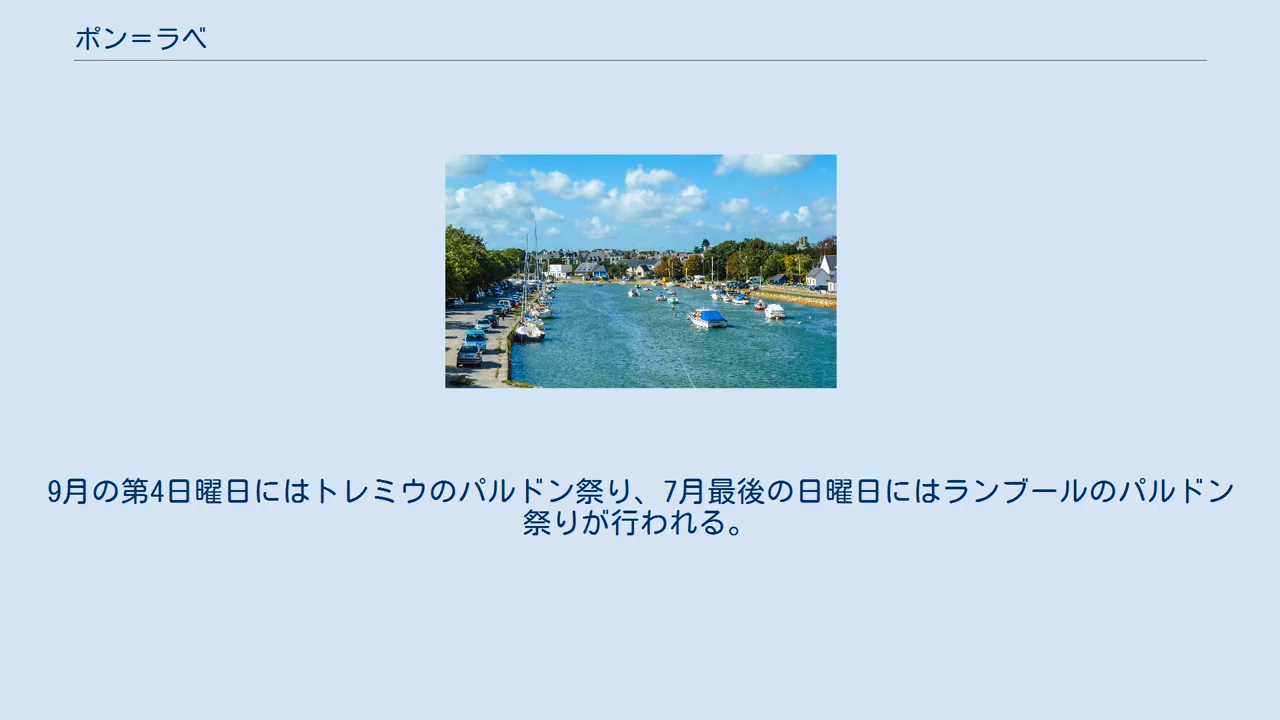 ポン＝ラベ
9月の第4日曜日にはトレミウのパルドン祭り、7月最後の日曜日にはランブールのパルドン
祭りが行われる。